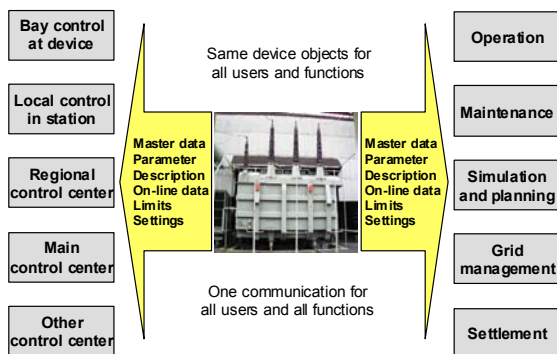 Bay control
at device
Local control
in station
Regional
control center
Main
control center
Other
control center
Same device objects for
all users and functions
Master data
Parameter
Description
On-line data
Limits
Settings
Master data
Parameter
Description
On-line data
Limits
Settings
One communication for
all users and all functions
Operation
Maintenance
Simulation
and planning
Grid
management
Settlement